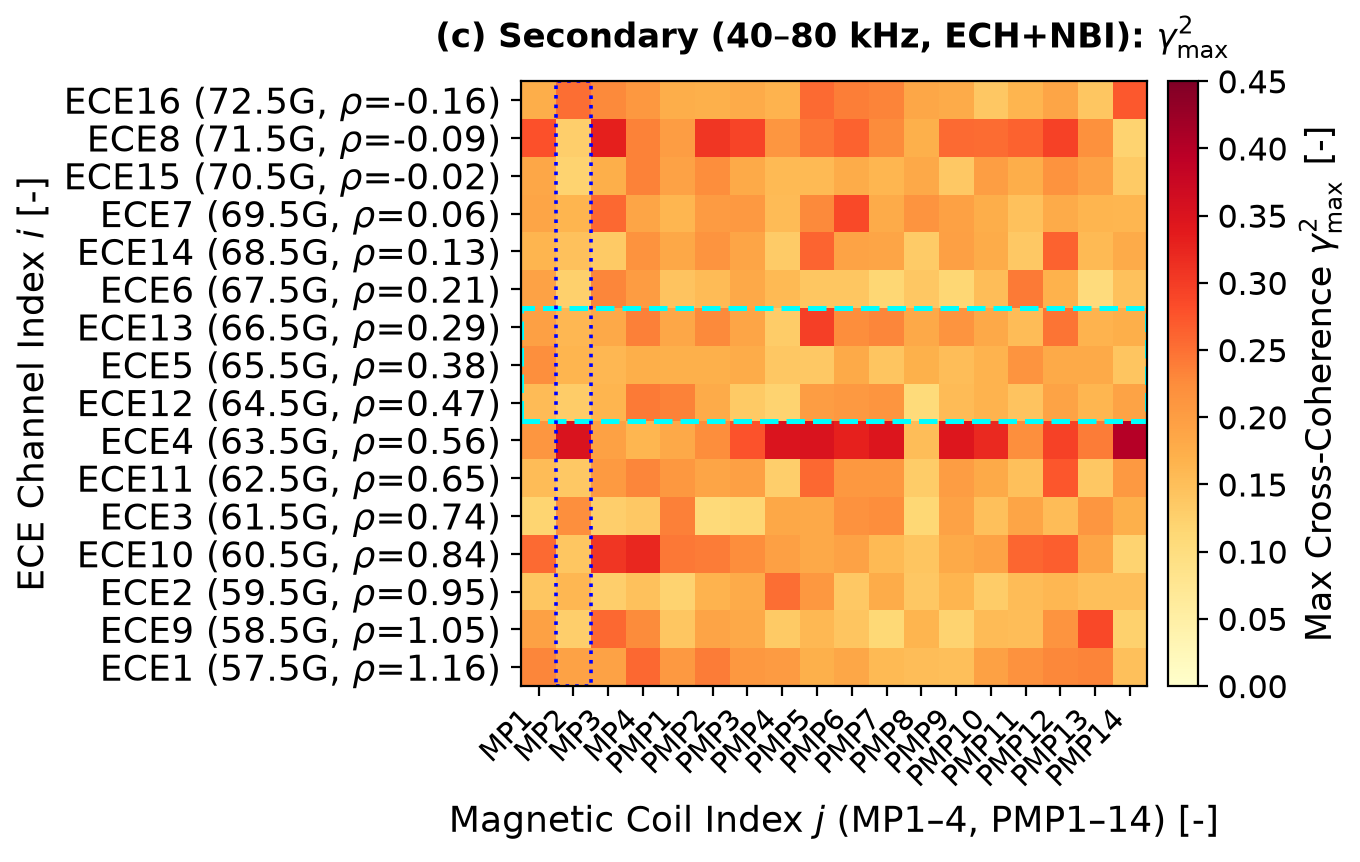 (c) Secondary (40–80 kHz, ECH+NBI): γ²max
ECE Channel Index i [-]
ECE16 (72.5G, ρ=-0.16)
ECE8 (71.5G, ρ=-0.09)
ECE15 (70.5G, ρ=-0.02)
ECE7 (69.5G, ρ=0.06)
ECE14 (68.5G, ρ=0.13)
ECE6 (67.5G, ρ=0.21)
ECE13 (66.5G, ρ=0.29)
ECE5 (65.5G, ρ=0.38)
ECE12 (64.5G, ρ=0.47)
ECE4 (63.5G, ρ=0.56)
ECE11 (62.5G, ρ=0.65)
ECE3 (61.5G, ρ=0.74)
ECE10 (60.5G, ρ=0.84)
ECE2 (59.5G, ρ=0.95)
ECE9 (58.5G, ρ=1.05)
ECE1 (57.5G, ρ=1.16)
MP1
MP2
MP3
MP4
PMP1
PMP2
PMP3
PMP4
PMP5
PMP6
PMP7
PMP8
PMP9
PMP10
PMP11
PMP12
PMP13
PMP14
Magnetic Coil Index j (MP1–4, PMP1–14) [-]
0.45
0.40
0.35
0.30
0.25
0.20
0.15
0.10
0.05
0.00
Max Cross-Coherence γ²max [-]